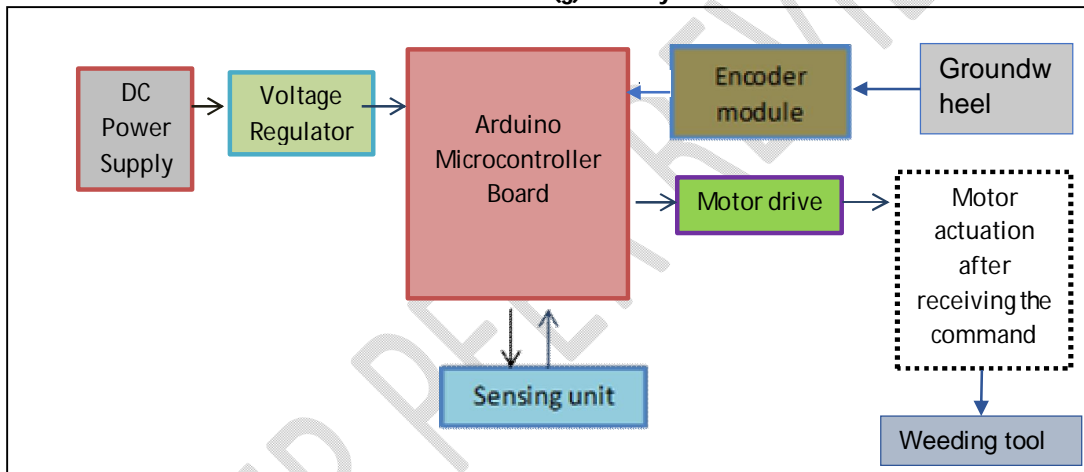 DC
Power
Supply
Voltage
Regulator
Arduino
Microcontroller
Board
Encoder
module
Groundw
heel
Motor drive
Motor
actuation
after
receiving the
command
Sensing unit
Weeding tool